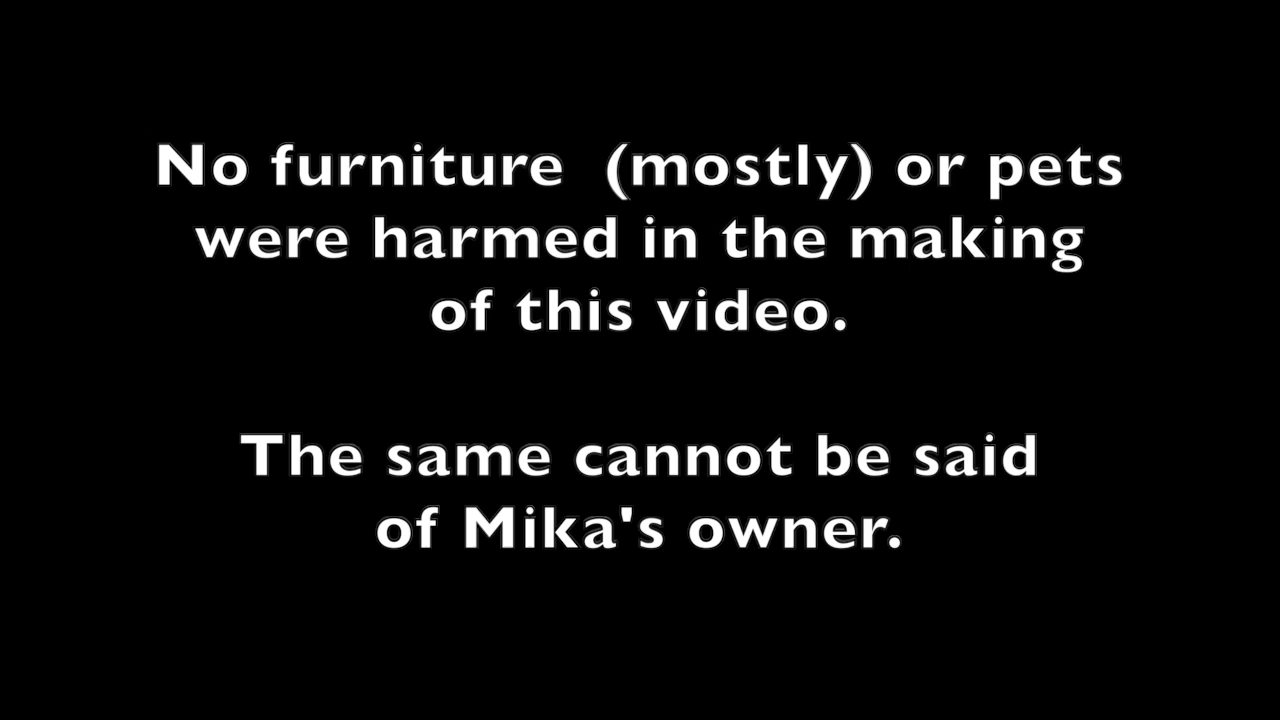 No furniture  (mostly) or pets
were harmed in the making
of this video.
The same cannot be said
of Mika's owner.